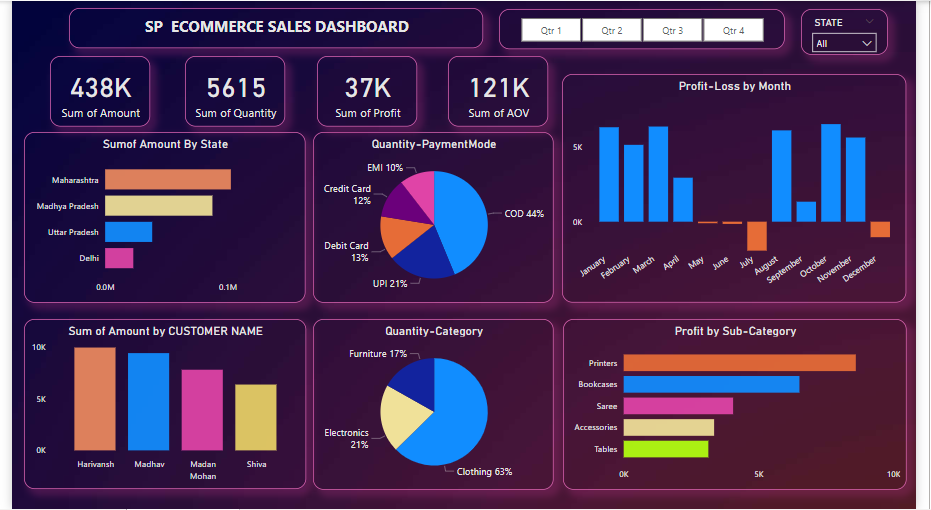 SP ECOMMERCE SALES DASHBOARD
Qtr 1
Qtr 2
Qtr 3
Qtr 4
STATE
All
438K
Sum of Amount
5615
Sum of Quantity
37K
Sum of Profit
121K
Sum of AOV
Profit-Loss by Month
5K
0K
January
February
March
April
May
June
July
August
September
October
November
December
Sumof Amount By State
Maharashtra
Madhya Pradesh
Uttar Pradesh
Delhi
0.0M
0.1M
Quantity-PaymentMode
EMI 10%
Credit Card
12%
COD 44%
Debit Card
13%
UPI 21%
Sum of Amount by CUSTOMER NAME
10K
5K
0K
Harivansh
Madhav
Madan
Mohan
Shiva
Quantity-Category
Furniture 17%
Electronics
21%
Clothing 63%
Profit by Sub-Category
Printers
Bookcases
Saree
Accessories
Tables
0K
5K
10K